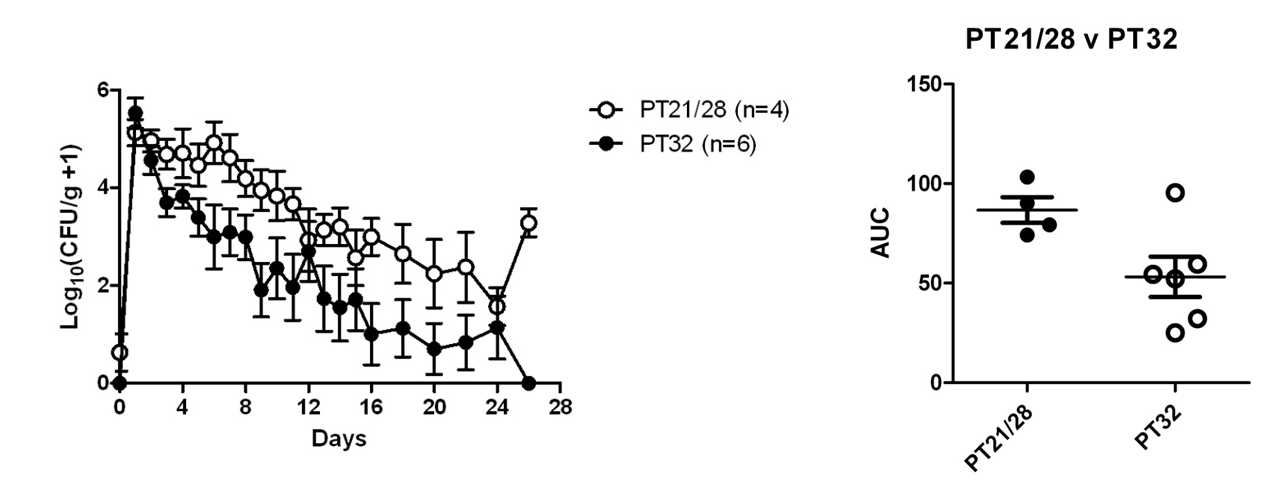 6
4
2
0
Log10(CFU/g +1)
0 4 8 12 16 20 24 28
Days
PT21/28 (n=4)
PT32 (n=6)
PT21/28 v PT32
150
100
50
0
AUC
PT21/28
PT32